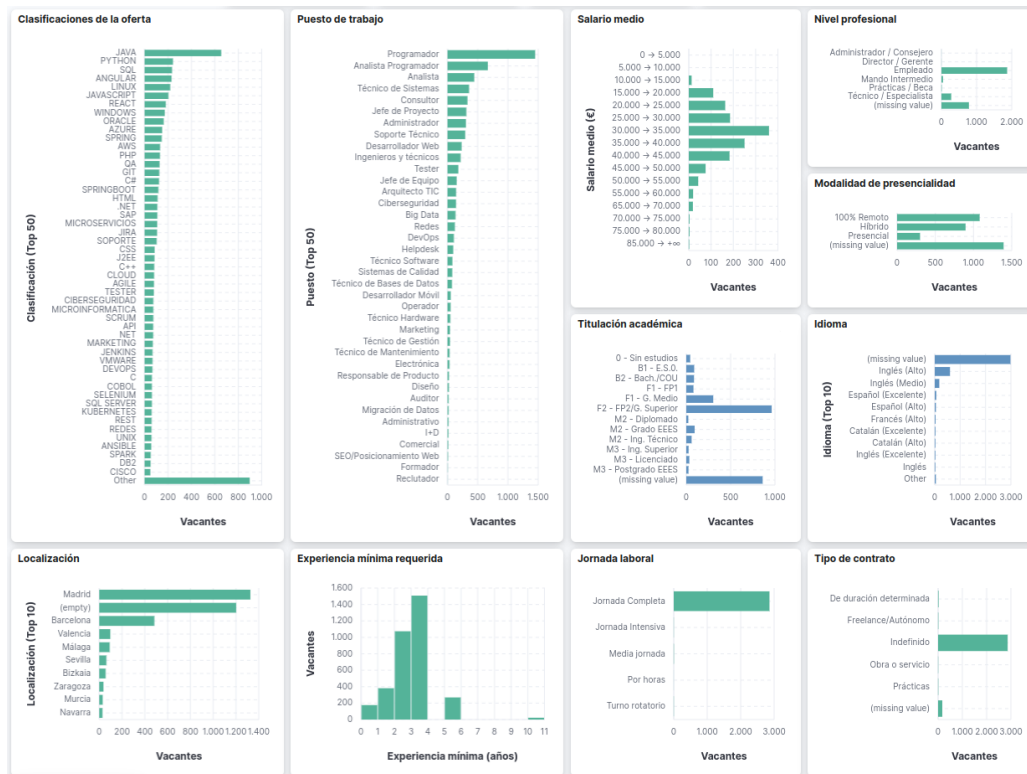 Clasificaciones de la oferta
Clasificación (Top 50)
JAVA
PYTHON
SQL
ANGULAR
LINUX
JAVASCRIPT
REACT
WINDOWS
ORACLE
AZURE
SPRING
AWS
PHP
QA
GIT
C#
SPRINGBOOT
HTML
.NET
SAP
MICROSERVICIOS
JIRA
SOPORTE
CSS
J2EE
C++
CLOUD
AGILE
TESTER
CIBERSEGURIDAD
MICROINFORMATICA
SCRUM
API
NET
MARKETING
JENKINS
VMWARE
DEVOPS
C
COBOL
SELENIUM
SQL SERVER
KUBERNETES
REST
REDES
UNIX
ANSIBLE
SPARK
DB2
CISCO
Other
0 200 400 600 800 1.000
Vacantes
Puesto de trabajo
Puesto (Top 50)
Programador
Analista Programador
Analista
Técnico de Sistemas
Consultor
Jefe de Proyecto
Administrador
Soporte Técnico
Desarrollador Web
Ingenieros y técnicos
Tester
Jefe de Equipo
Arquitecto TIC
Ciberseguridad
Big Data
Redes
DevOps
Helpdesk
Técnico Software
Sistemas de Calidad
Técnico de Bases de Datos
Desarrollador Móvil
Operador
Técnico Hardware
Marketing
Técnico de Gestión
Técnico de Mantenimiento
Electrónica
Responsable de Producto
Diseño
Auditor
Migración de Datos
Administrativo
I+D
Comercial
SEO/Posicionamiento Web
Formador
Reclutador
0 500 1.000 1.500
Vacantes
Salario medio
Salario medio (€)
0 → 5.000
5.000 → 10.000
10.000 → 15.000
15.000 → 20.000
20.000 → 25.000
25.000 → 30.000
30.000 → 35.000
35.000 → 40.000
40.000 → 45.000
45.000 → 50.000
50.000 → 55.000
55.000 → 60.000
65.000 → 70.000
70.000 → 75.000
75.000 → 80.000
85.000 → +∞
0 100 200 300 400
Vacantes
Nivel profesional
Administrador / Consejero
Director / Gerente
Empleado
Mando Intermedio
Prácticas / Beca
Técnico / Especialista
(missing value)
0 1.000 2.000
Vacantes
Modalidad de presencialidad
100% Remoto
Híbrido
Presencial
(missing value)
0 500 1.000 1.500
Vacantes
Titulación académica
0 - Sin estudios
B1 - E.S.O.
B2 - Bach./COU
F1 - FP1
F1 - G. Medio
F2 - FP2/G. Superior
M2 - Diplomado
M2 - Grado EEES
M2 - Ing. Técnico
M3 - Ing. Superior
M3 - Licenciado
M3 - Postgrado EEES
(missing value)
0 500 1.000
Vacantes
Idioma
Idioma (Top 10)
(missing value)
Inglés (Alto)
Inglés (Medio)
Español (Excelente)
Español (Alto)
Francés (Alto)
Catalán (Excelente)
Catalán (Alto)
Inglés (Excelente)
Inglés
Other
0 1.000 2.000 3.000
Vacantes
Localización
Localización (Top 10)
Madrid
(empty)
Barcelona
Valencia
Málaga
Sevilla
Bizkaia
Zaragoza
Murcia
Navarra
0 200 400 600 800 1.000 1.400
Vacantes
Experiencia mínima requerida
Vacantes
1.600
1.400
1.200
1.000
800
600
400
200
0
0 1 2 3 4 5 6 7 8 9 10 11
Experiencia mínima (años)
Jornada laboral
Jornada Completa
Jornada Intensiva
Media jornada
Por horas
Turno rotatorio
0 1.000 2.000 3.000
Vacantes
Tipo de contrato
De duración determinada
Freelance/Autónomo
Indefinido
Obra o servicio
Prácticas
(missing value)
0 1.000 2.000 3.000
Vacantes